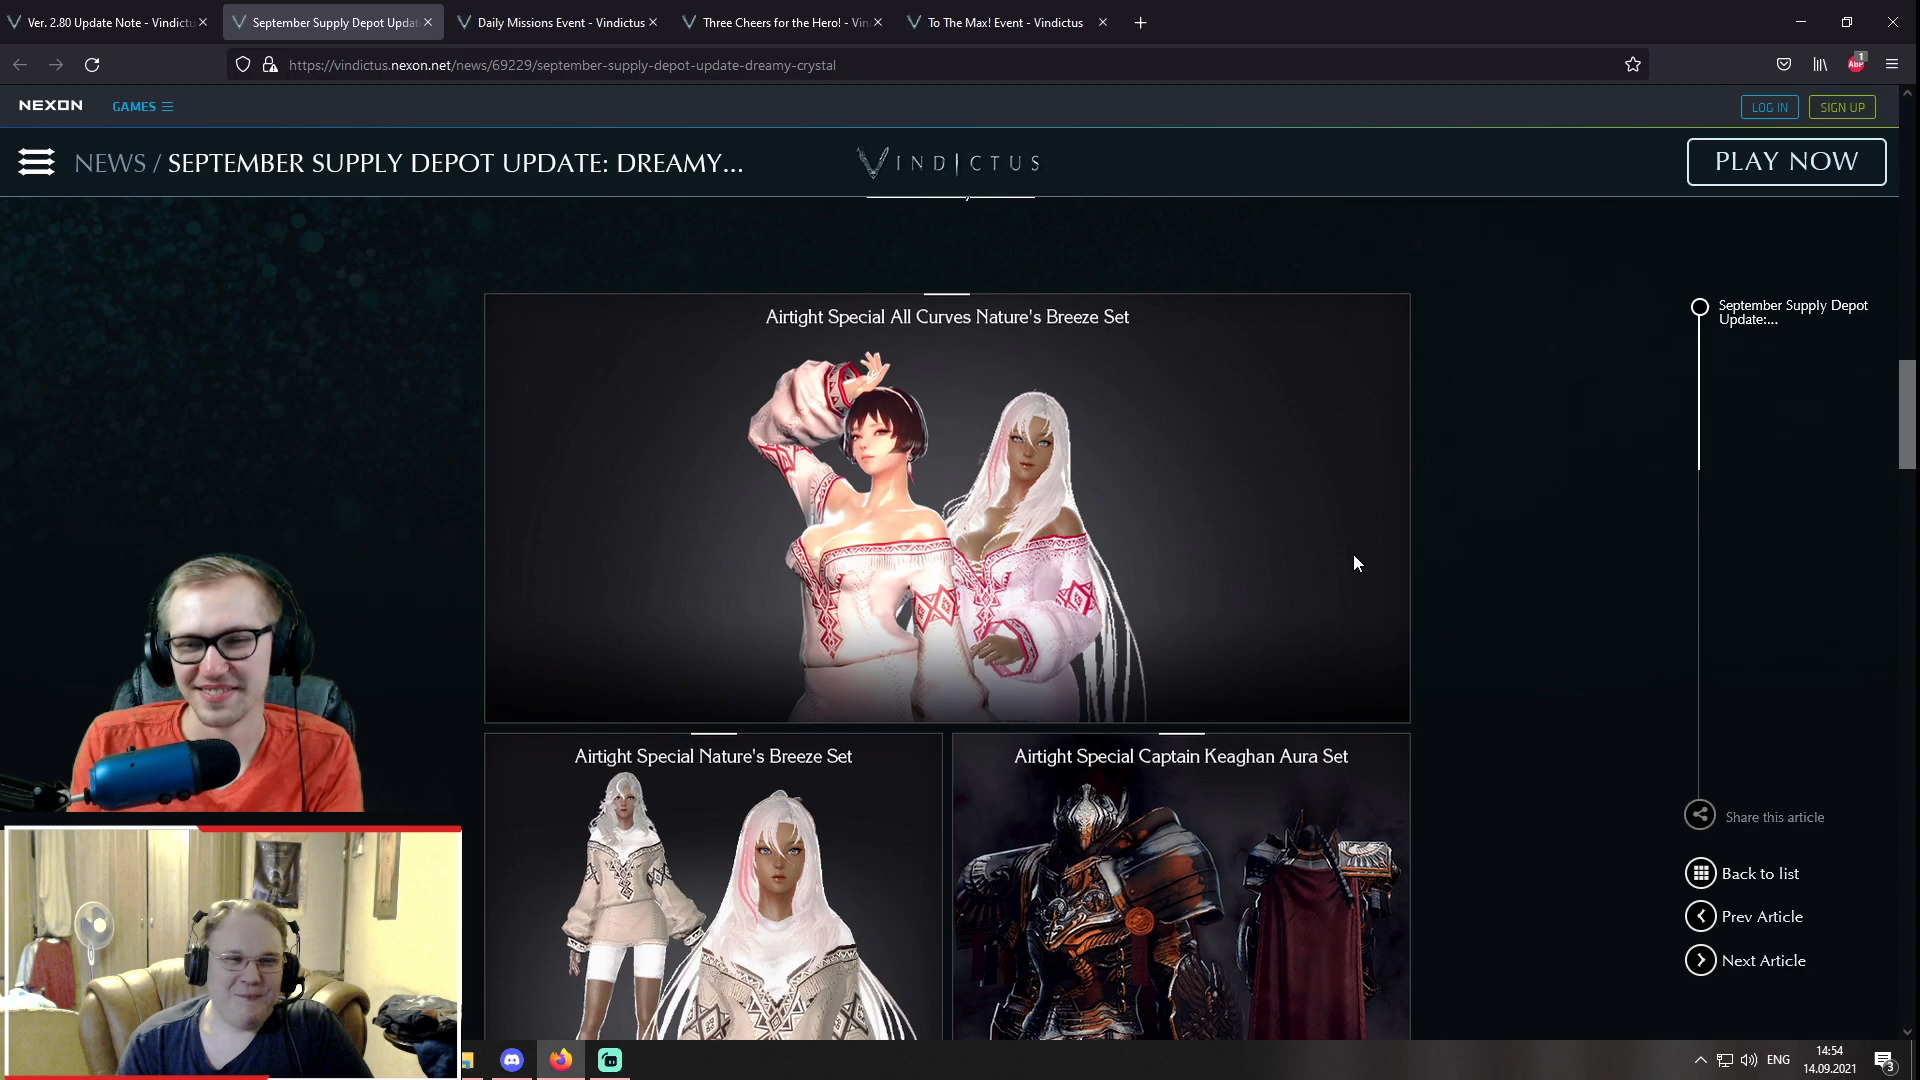 Ver. 2.80 Update Note - Vindictu
September Supply Depot Updat
Daily Missions Event - Vindictus
Three Cheers for the Hero! - Vin
To The Max! Event - Vindictus
https://vindictus.nexon.net/news/69229/september-supply-depot-update-dreamy-crystal
ABP
1
NEXON
GAMES
LOG IN
SIGN UP
NEWS / SEPTEMBER SUPPLY DEPOT UPDATE: DREAMY...
VINDICTUS
PLAY NOW
Airtight Special All Curves Nature's Breeze Set
September Supply Depot
Update:...
Airtight Special Nature's Breeze Set
Airtight Special Captain Keaghan Aura Set
Share this article
Back to list
Prev Article
Next Article
ENG
14:54
14.09.2021
3